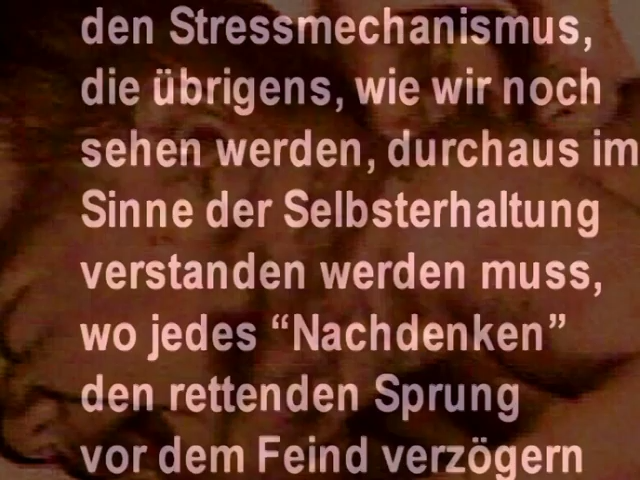 den Stressmechanismus,
die übrigens, wie wir noch
sehen werden, durchaus im
Sinne der Selbsterhaltung
verstanden werden muss,
wo jedes “Nachdenken”
den rettenden Sprung
vor dem Feind verzögern